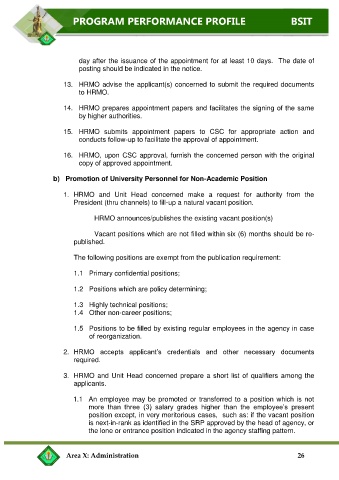 PROGRAM PERFORMANCE PROFILE BSIT
day after the issuance of the appointment for at least 10 days. The date of
posting should be indicated in the notice.
13. HRMO advise the applicant(s) concerned to submit the required documents
to HRMO.
14. HRMO prepares appointment papers and facilitates the signing of the same
by higher authorities.
15. HRMO submits appointment papers to CSC for appropriate action and
conducts follow-up to facilitate the approval of appointment.
16. HRMO, upon CSC approval, furnish the concerned person with the original
copy of approved appointment.
b) Promotion of University Personnel for Non-Academic Position
1. HRMO and Unit Head concerned make a request for authority from the
President (thru channels) to fill-up a natural vacant position.
HRMO announces/publishes the existing vacant position(s)
Vacant positions which are not filled within six (6) months should be re-
published.
The following positions are exempt from the publication requirement:
1.1 Primary confidential positions;
1.2 Positions which are policy determining;
1.3 Highly technical positions;
1.4 Other non-career positions;
1.5 Positions to be filled by existing regular employees in the agency in case
of reorganization.
2. HRMO accepts applicant's credentials and other necessary documents
required.
3. HRMO and Unit Head concerned prepare a short list of qualifiers among the
applicants.
1.1 An employee may be promoted or transferred to a position which is not
more than three (3) salary grades higher than the employee's present
position except, in very meritorious cases, such as: if the vacant position
is next-in-rank as identified in the SRP approved by the head of agency, or
the lone or entrance position indicated in the agency staffing pattern.
Area X: Administration 26